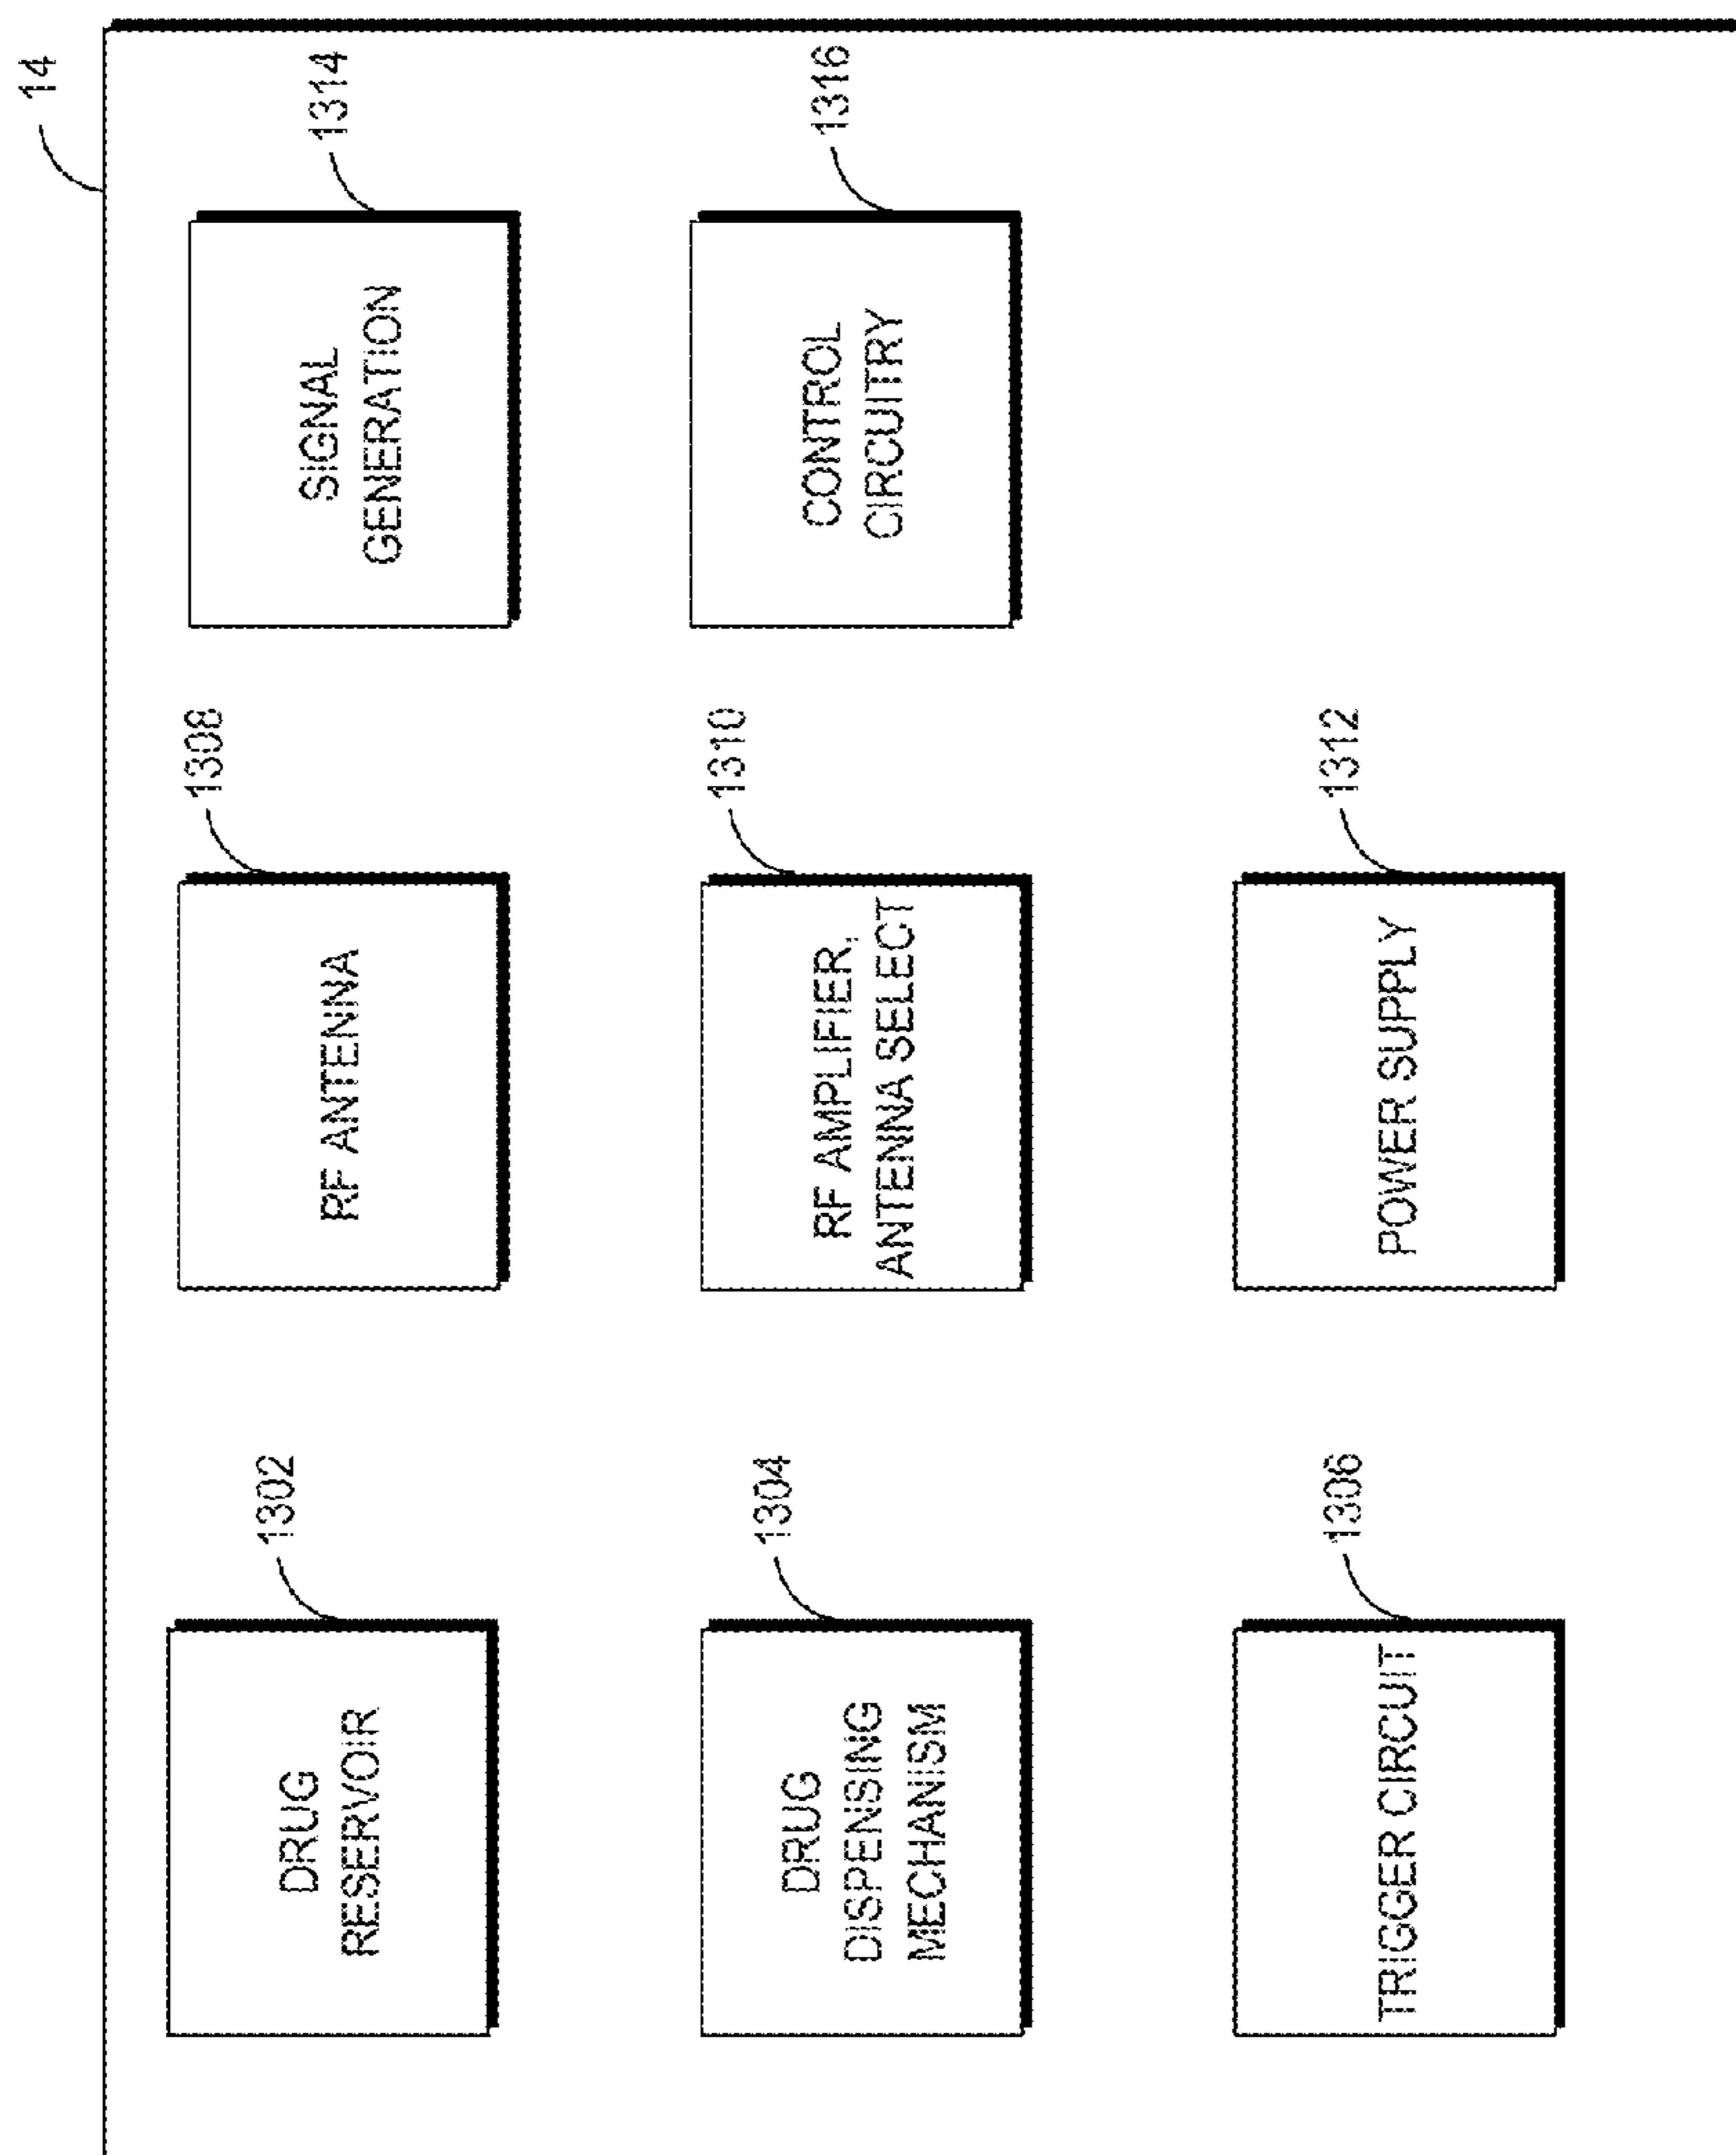 14
1302
DRUG
RESERVOIR
1308
RF ANTENNA
1314
SIGNAL
GENERATION
1304
DRUG
DISPENSING
MECHANISM
1310
RF AMPLIFIER,
ANTENNA SELECT
1316
CONTROL
CIRCUITRY
1306
TRIGGER CIRCUIT
1312
POWER SUPPLY